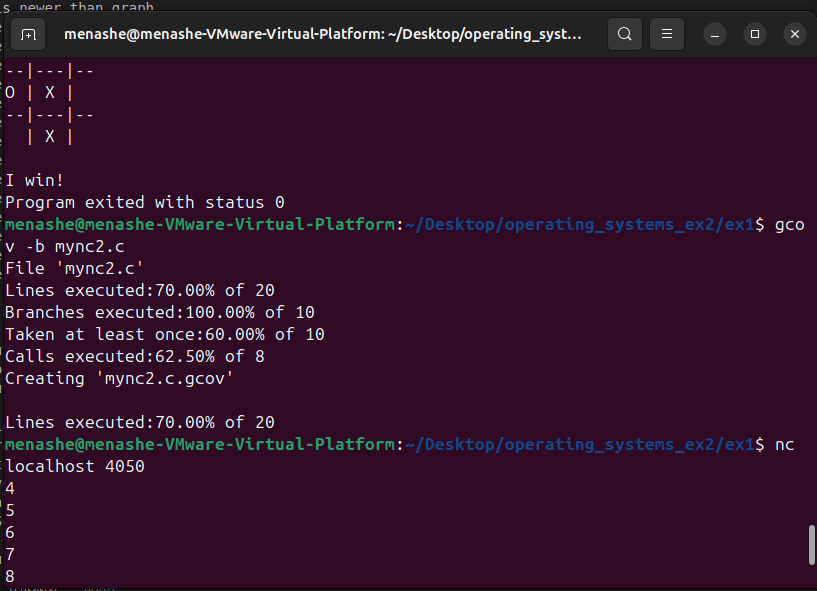 s newer than graph
menashe@menashe-VMware-Virtual-Platform: ~/Desktop/operating_syst...
--|---|--
O | X |
--|---|--
  | X |
I win!
Program exited with status 0
menashe@menashe-VMware-Virtual-Platform:~/Desktop/operating_systems_ex2/ex1$ gco
v -b mync2.c
File 'mync2.c'
Lines executed:70.00% of 20
Branches executed:100.00% of 10
Taken at least once:60.00% of 10
Calls executed:62.50% of 8
Creating 'mync2.c.gcov'
Lines executed:70.00% of 20
menashe@menashe-VMware-Virtual-Platform:~/Desktop/operating_systems_ex2/ex1$ nc
localhost 4050
4
5
6
7
8